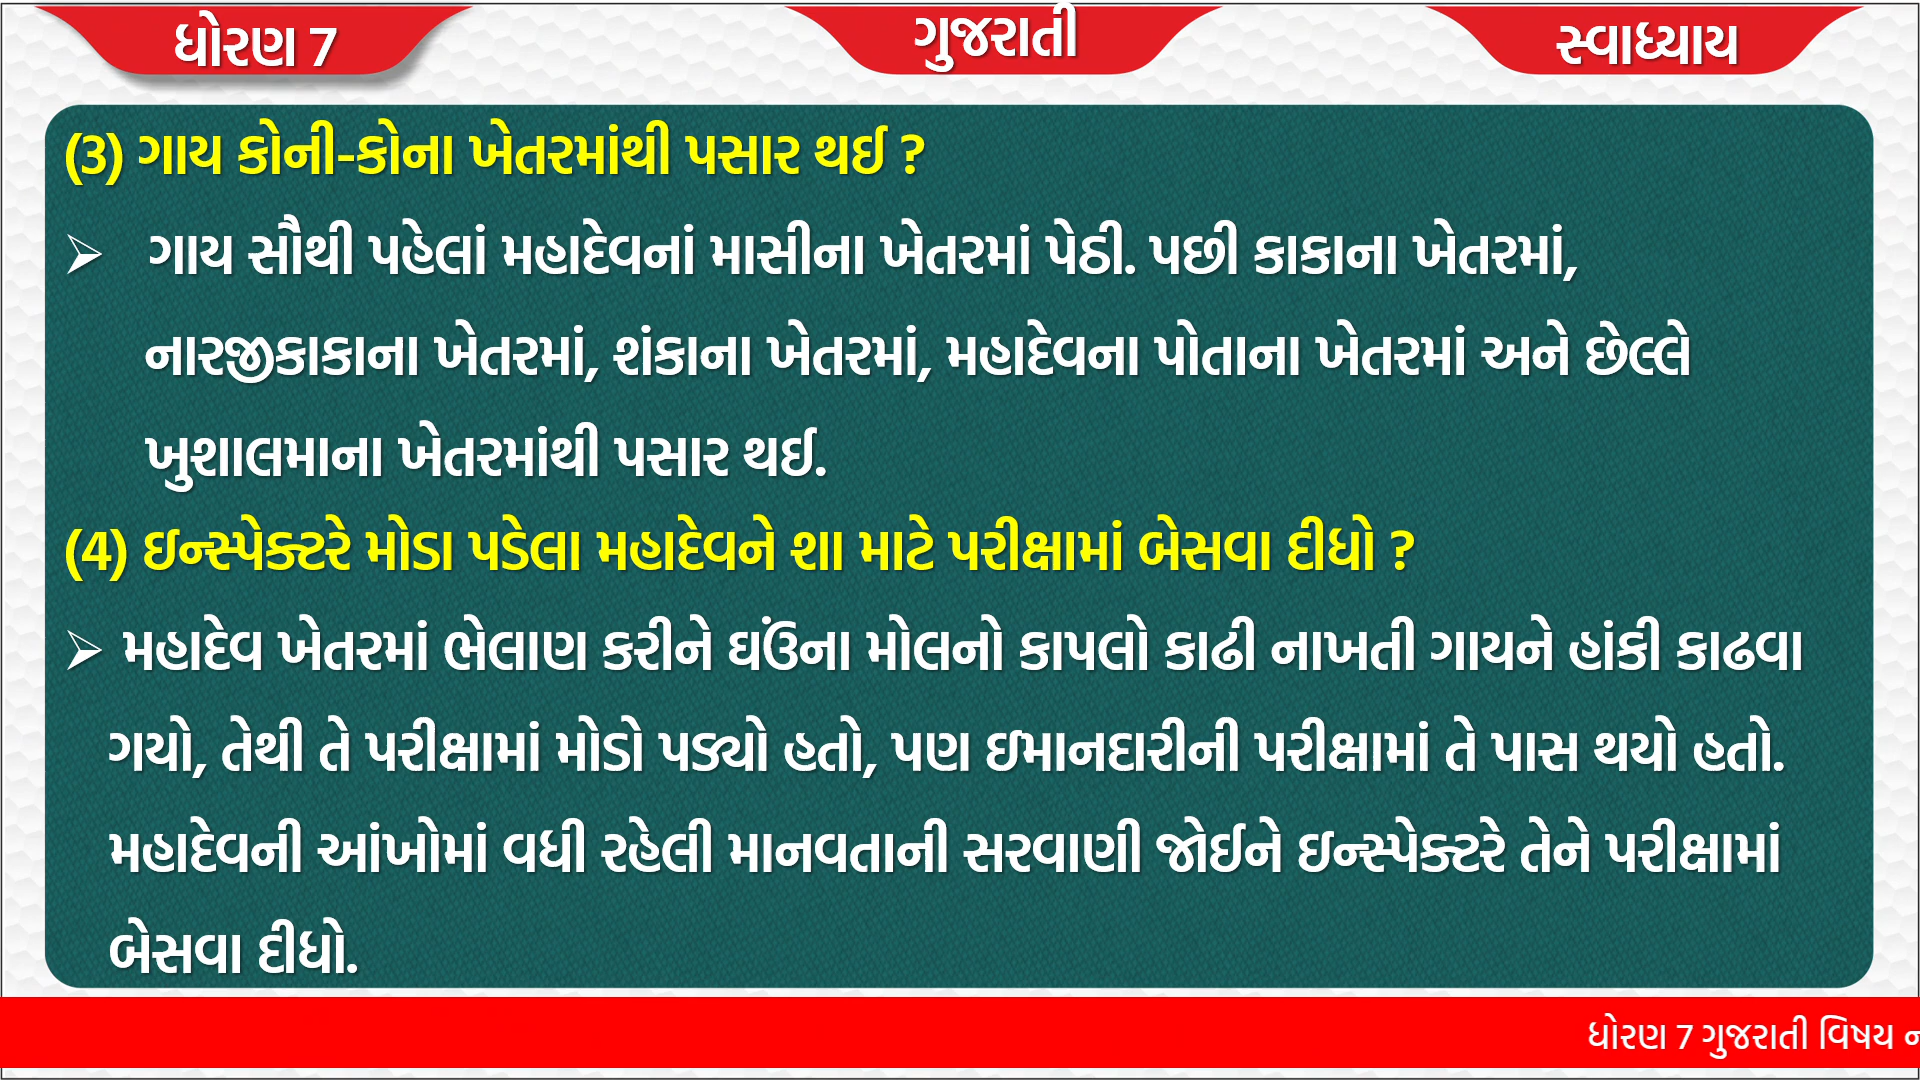 ધોરણ 7
ગુજરાતી
સ્વાધ્યાય
(3) ગાય કોની-કોના ખેતરમાંથી પસાર થઈ ?
➢ ગાય સૌથી પહેલાં મહાદેવનાં માસીના ખેતરમાં પેઠી. પછી કાકાના ખેતરમાં,
નારજીકાકાના ખેતરમાં, શંકાના ખેતરમાં, મહાદેવના પોતાના ખેતરમાં અને છેલ્લે
ખુશાલમાના ખેતરમાંથી પસાર થઈ.
(4) ઇન્સ્પેક્ટરે મોડા પડેલા મહાદેવને શા માટે પરીક્ષામાં બેસવા દીધો ?
➢ મહાદેવ ખેતરમાં ભેલાણ કરીને ઘઉંના મોલનો કાપલો કાઢી નાખતી ગાયને હાંકી કાઢવા
ગયો, તેથી તે પરીક્ષામાં મોડો પડ્યો હતો, પણ ઇમાનદારીની પરીક્ષામાં તે પાસ થયો હતો.
મહાદેવની આંખોમાં વધી રહેલી માનવતાની સરવાણી જોઈને ઇન્સ્પેક્ટરે તેને પરીક્ષામાં
બેસવા દીધો.
ધોરણ 7 ગુજરાતી વિષય